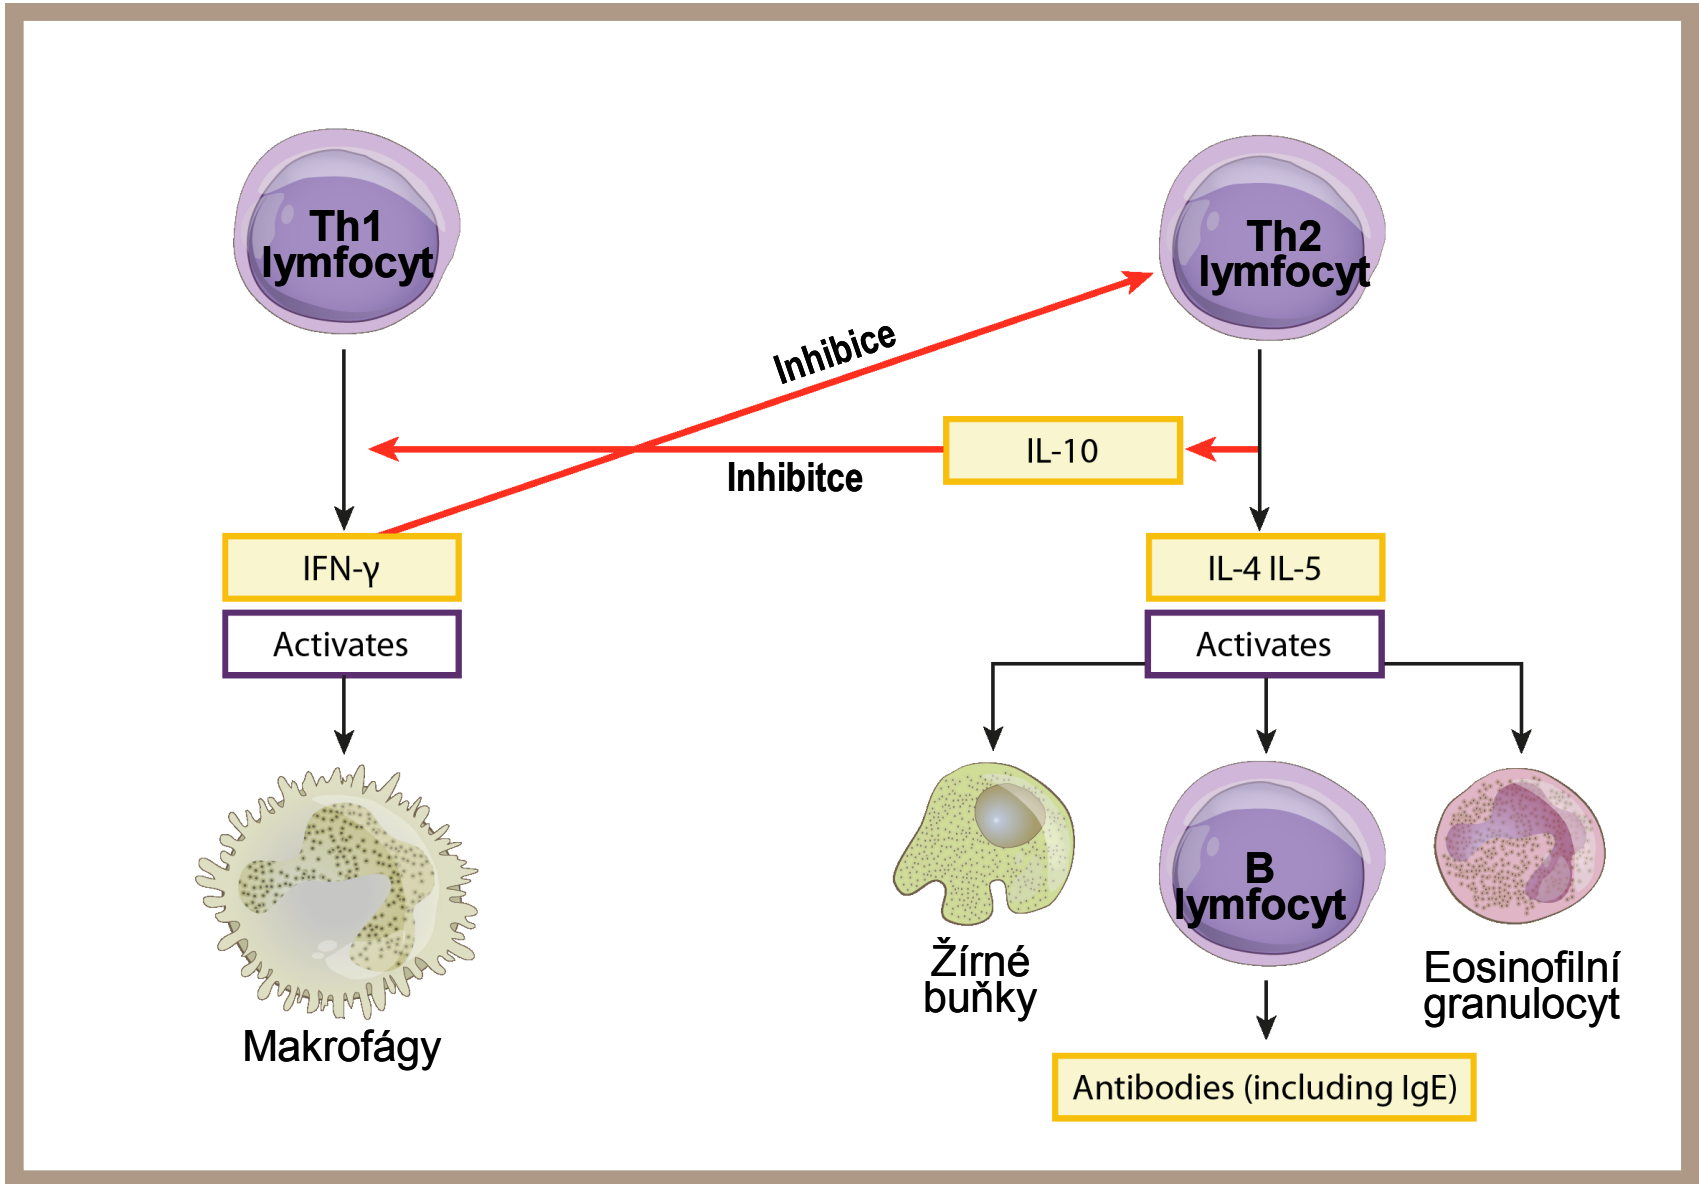 Th1
lymfocyt
Th2
lymfocyt
Inhibice
IL-10
Inhibitce
IFN-γ
IL-4 IL-5
Activates
Activates
B
lymfocyt
Žírné
buňky
Eosinofilní
granulocyt
Makrofágy
Antibodies (including IgE)